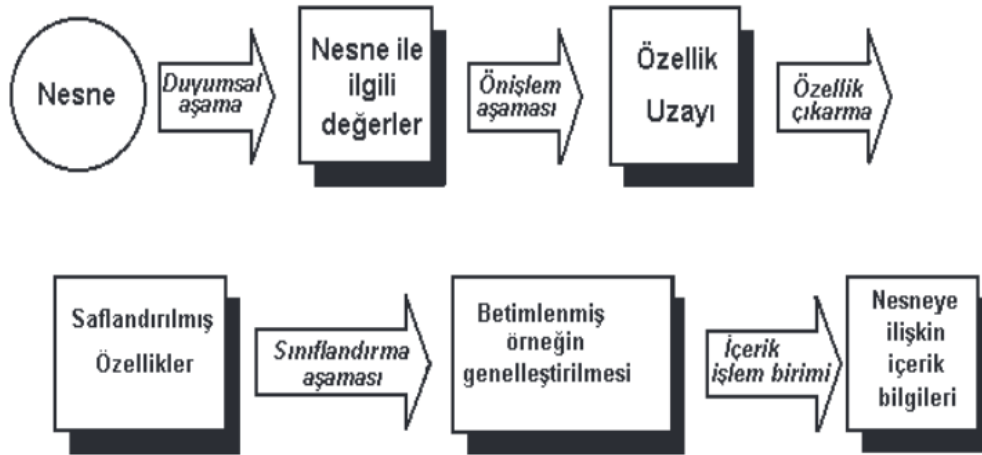 Nesne
Duyumsal
aşama
Nesne ile
ilgili
değerler
Önişlem
aşaması
Özellik
Uzayı
Özellik
çıkarma
Saflandırılmış
Özellikler
Sınıflandırma
aşaması
Betimlenmiş
örneğin
genelleştirilmesi
İçerik
işlem birimi
Nesneye
ilişkin
içerik
bilgileri